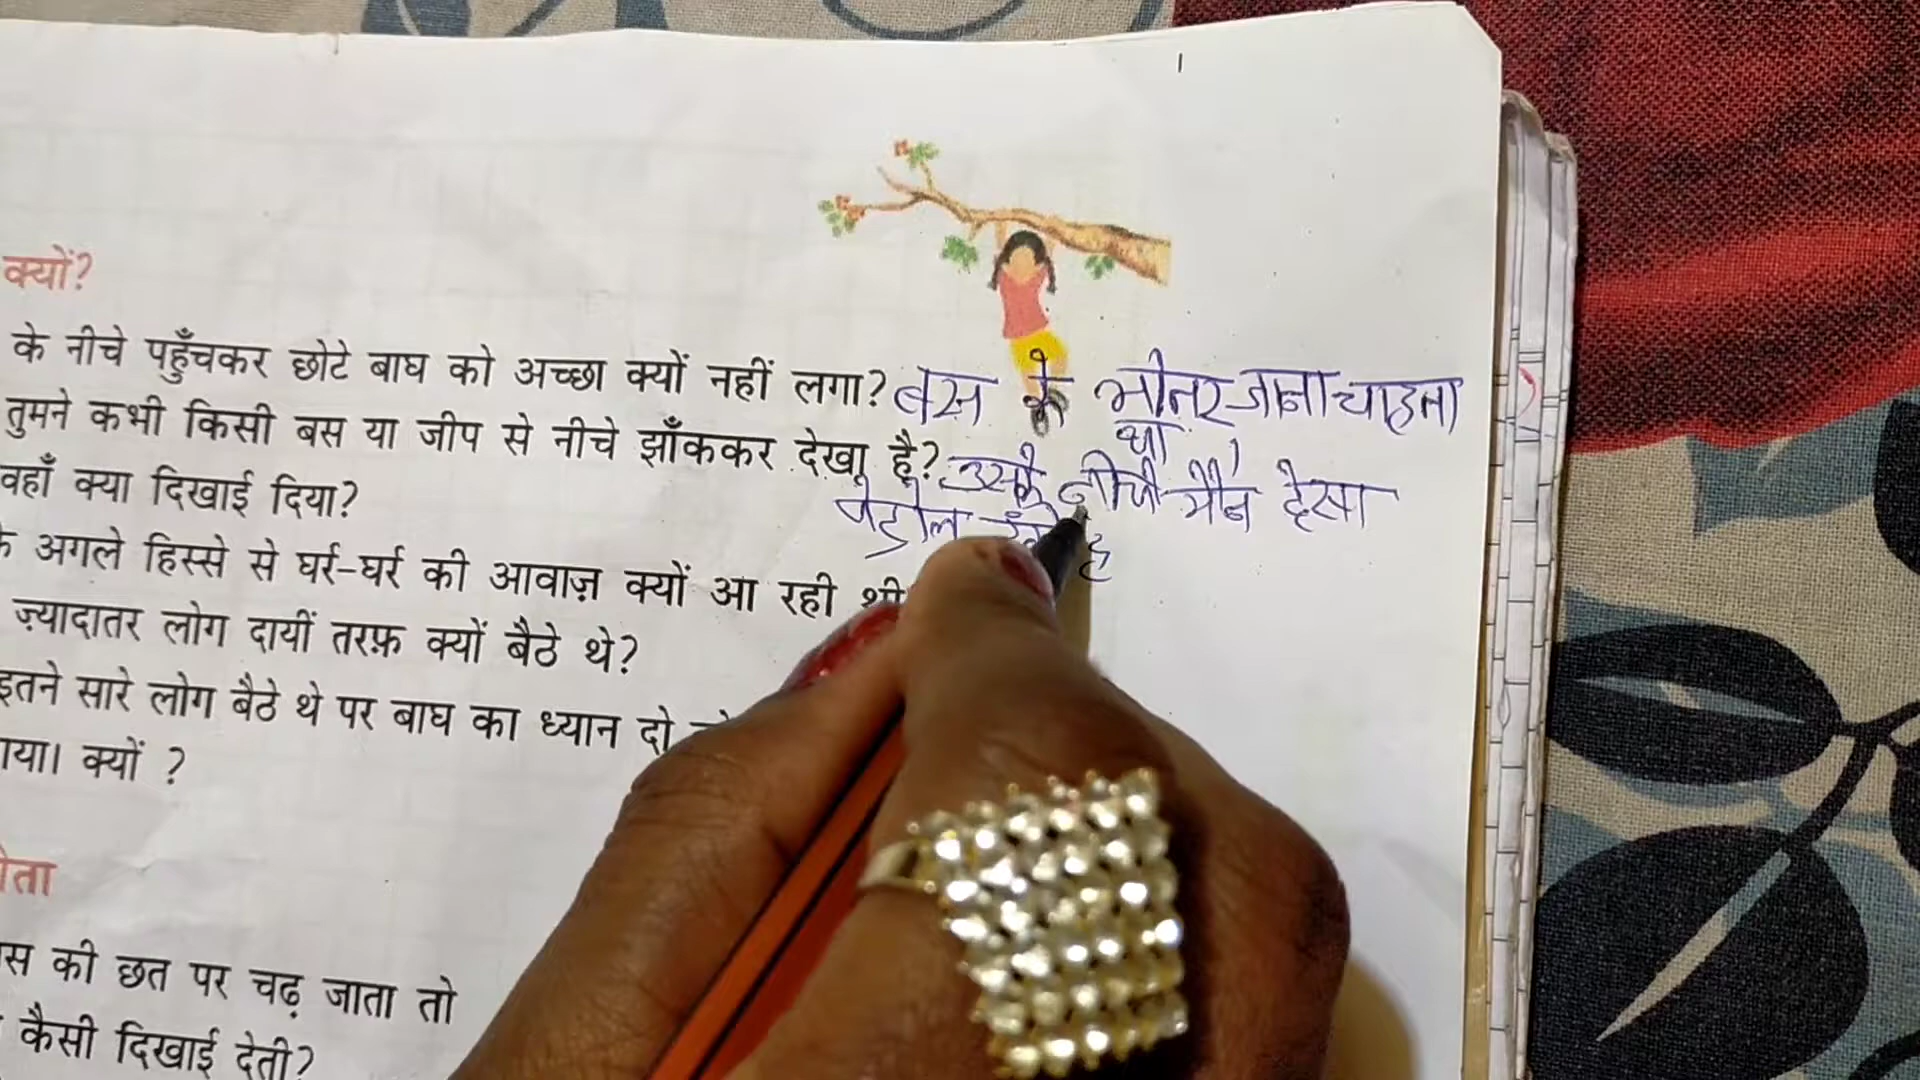 क्यों?
के नीचे पहुँचकर छोटे बाघ को अच्छा क्यों नहीं लगा? बस के भीतर जाना चाहता
था
तुमने कभी किसी बस या जीप से नीचे झाँककर देखा है? उसके नीचे मैंने देखा
वहाँ क्या दिखाई दिया?
के अगले हिस्से से घर्र-घर्र की आवाज़ क्यों आ रही थी
ज़्यादातर लोग दायीं तरफ़ क्यों बैठे थे?
इतने सारे लोग बैठे थे पर बाघ का ध्यान दो
गया। क्यों ?
स की छत पर चढ़ जाता तो
कैसी दिखाई देती?